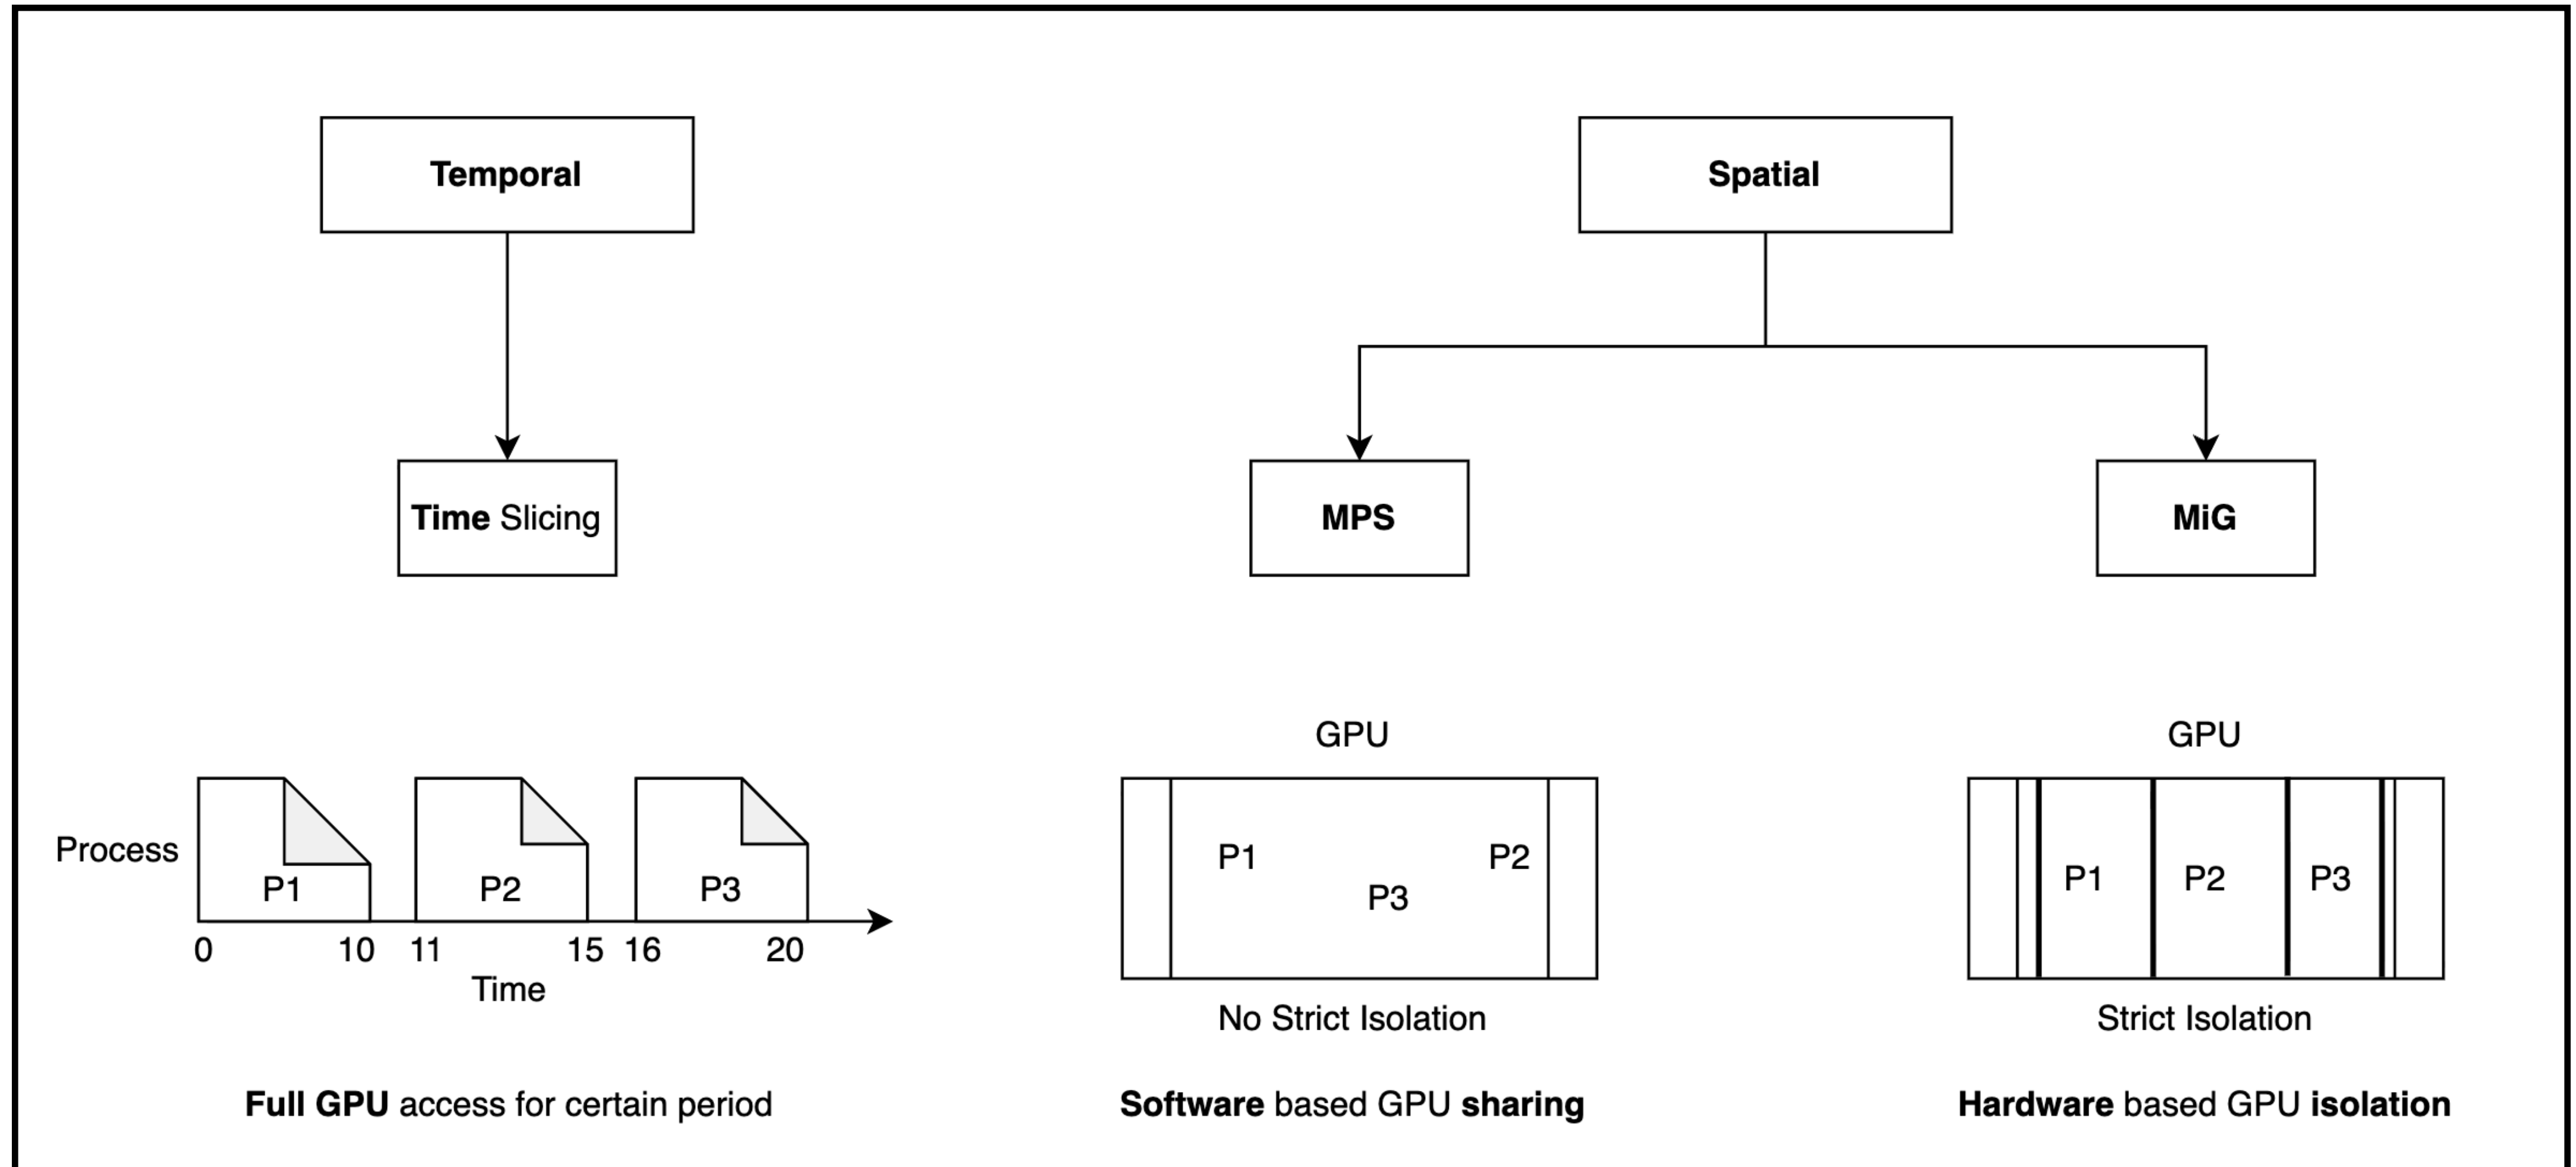 Temporal
Spatial
Time Slicing
MPS
MiG
GPU
GPU
Process
P1
P2
P3
0
10
11
15
16
20
Time
P1
P2
P3
P1
P2
P3
No Strict Isolation
Strict Isolation
Full GPU access for certain period
Software based GPU sharing
Hardware based GPU isolation